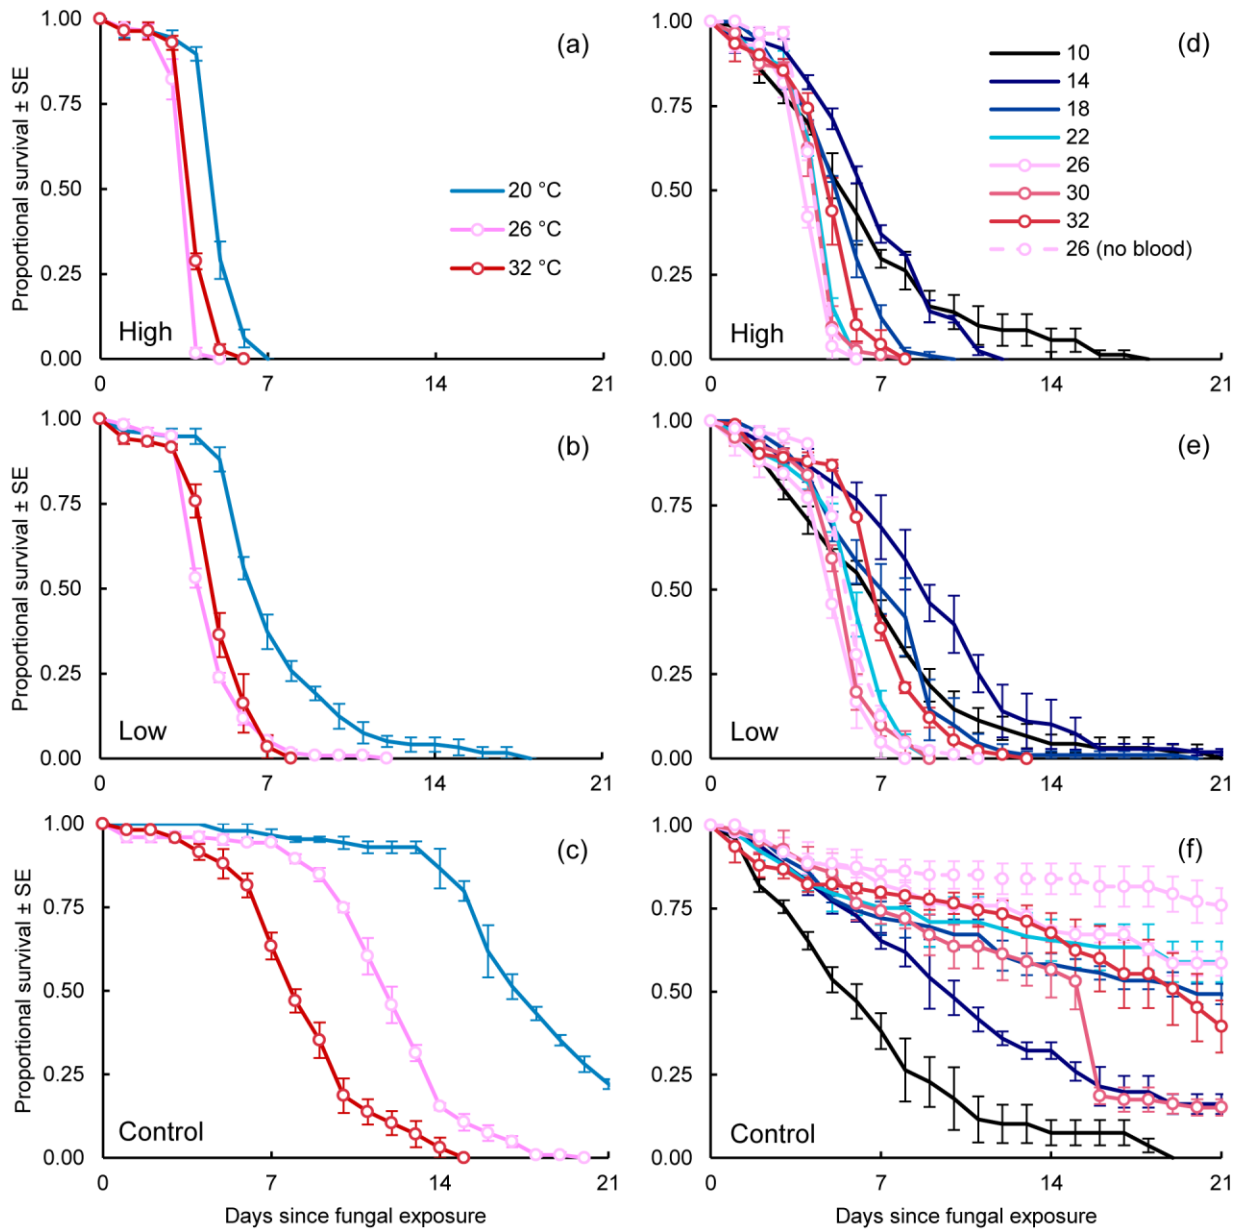 Proportional survival ± SE
1.00
0.75
0.50
0.25
0.00
0
7
14
21
(a)
20 °C
26 °C
32 °C
High
1.00
0.75
0.50
0.25
0.00
0
7
14
21
(d)
10
14
18
22
26
30
32
26 (no blood)
High
Proportional survival ± SE
1.00
0.75
0.50
0.25
0.00
0
7
14
21
(b)
Low
1.00
0.75
0.50
0.25
0.00
0
7
14
21
(e)
Low
Proportional survival ± SE
1.00
0.75
0.50
0.25
0.00
0
7
14
21
(c)
Control
Days since fungal exposure
1.00
0.75
0.50
0.25
0.00
0
7
14
21
(f)
Control
Days since fungal exposure